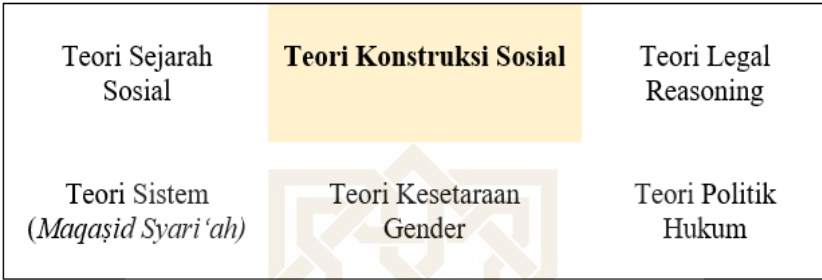 Teori Sejarah
Sosial
Teori Konstruksi Sosial
Teori Legal
Reasoning
Teori Sistem
(Maqaṣid Syari‘ah)
Teori Kesetaraan
Gender
Teori Politik
Hukum